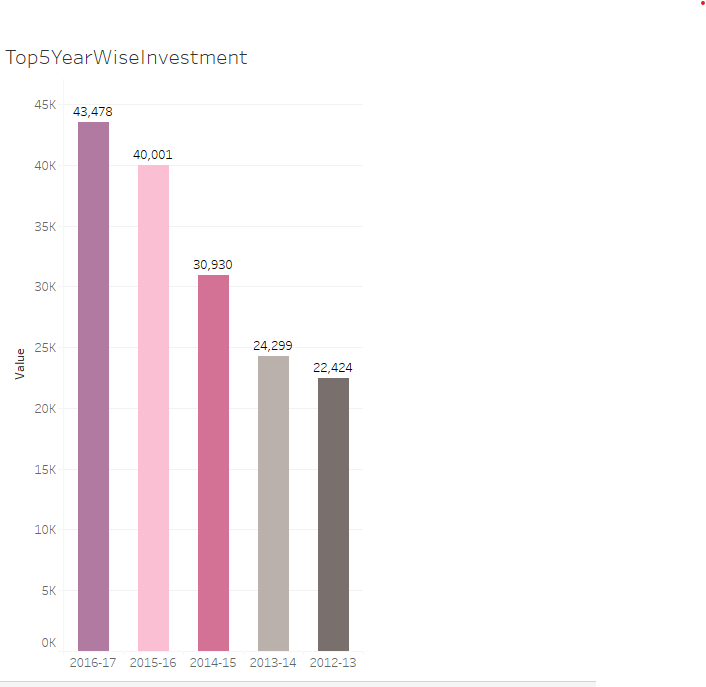 Top5YearWiseInvestment
45K
43,478
40,001
40K
35K
30,930
30K
24,299
25K
22,424
Value
20K
15K
10K
5K
0K
2016-17 2015-16 2014-15 2013-14 2012-13